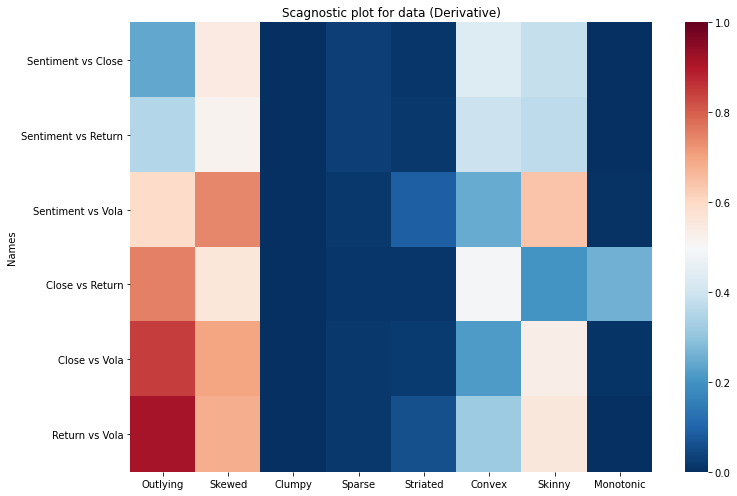 Scagnostic plot for data (Derivative)
Names
Sentiment vs Close
Sentiment vs Return
Sentiment vs Vola
Close vs Return
Close vs Vola
Return vs Vola
Outlying Skewed Clumpy Sparse Striated Convex Skinny Monotonic
1.0
0.8
0.6
0.4
0.2
0.0